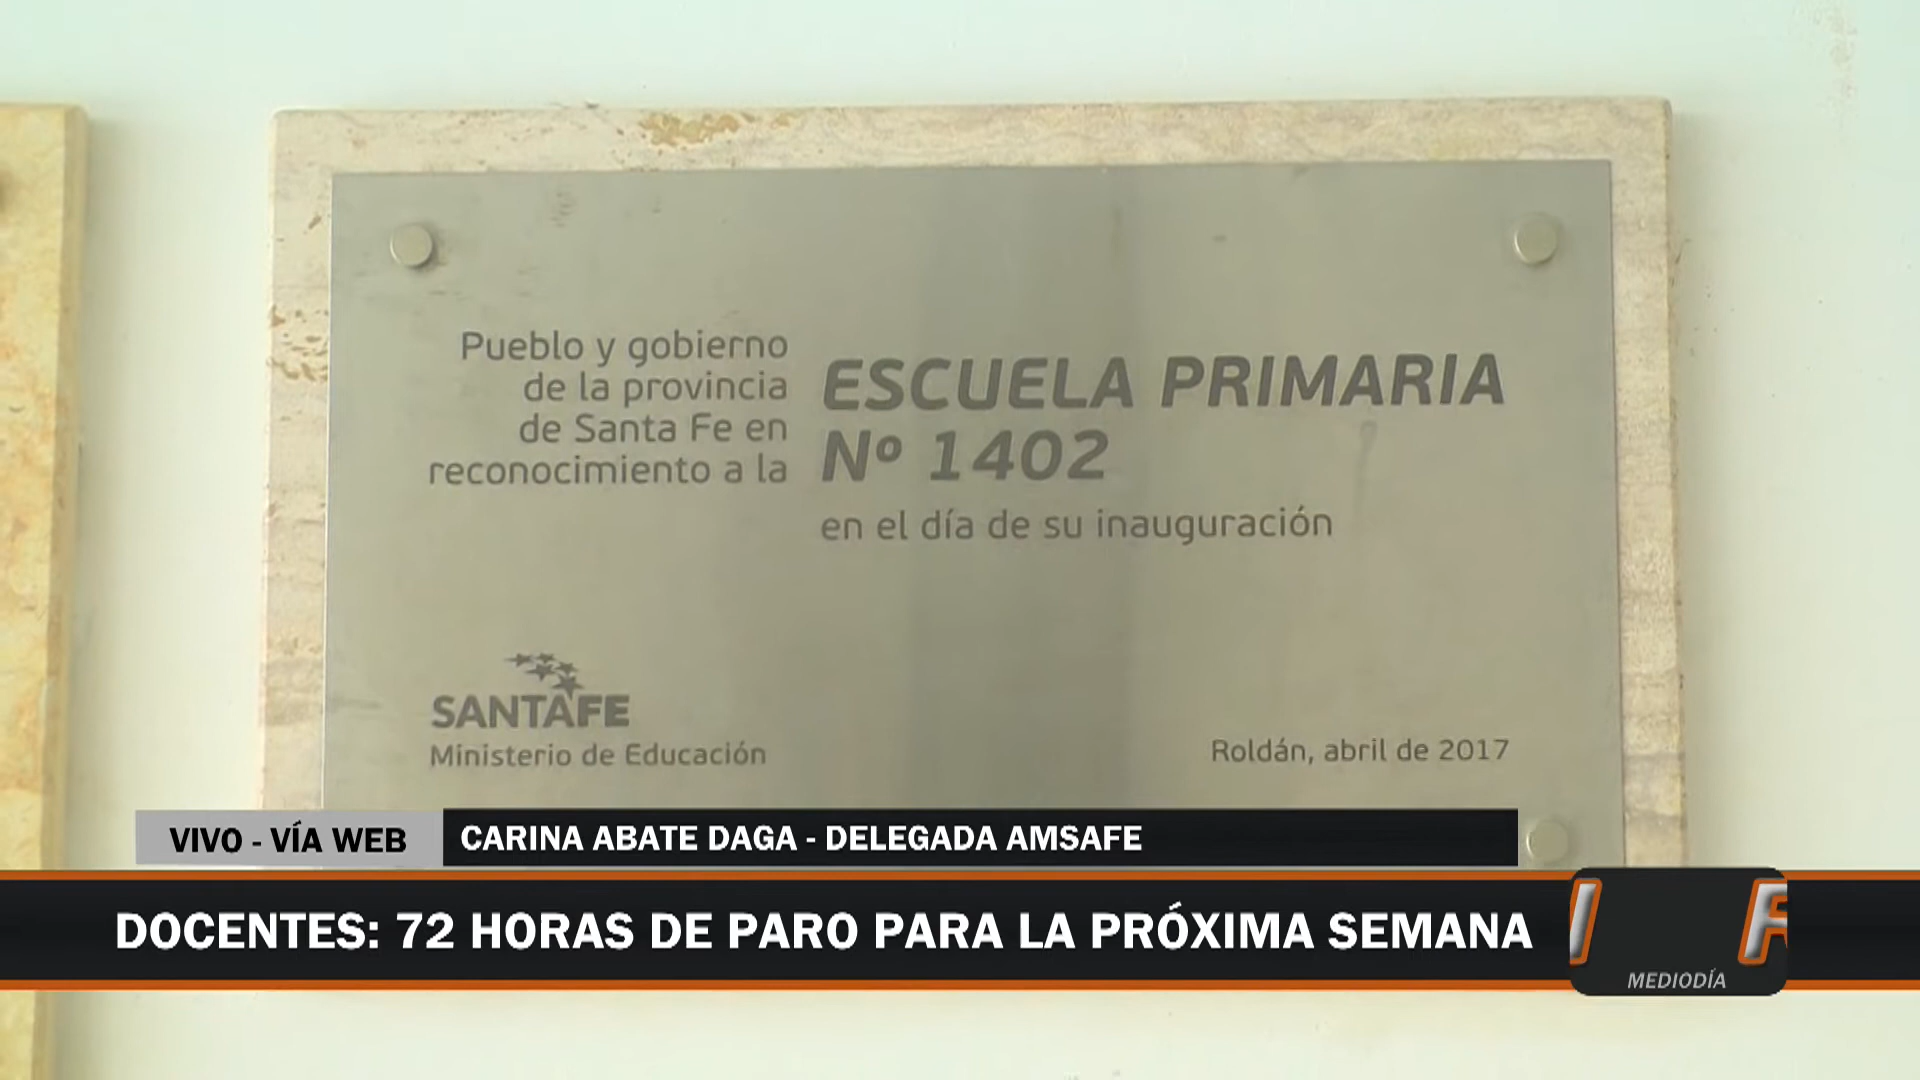 Pueblo y gobierno
de la provincia
de Santa Fe en
reconocimiento a la
ESCUELA PRIMARIA
Nº 1402
en el día de su inauguración
SANTAFE
Ministerio de Educación
Roldán, abril de 2017
VIVO - VÍA WEB
CARINA ABATE DAGA - DELEGADA AMSAFE
DOCENTES: 72 HORAS DE PARO PARA LA PRÓXIMA SEMANA
MEDIODÍA